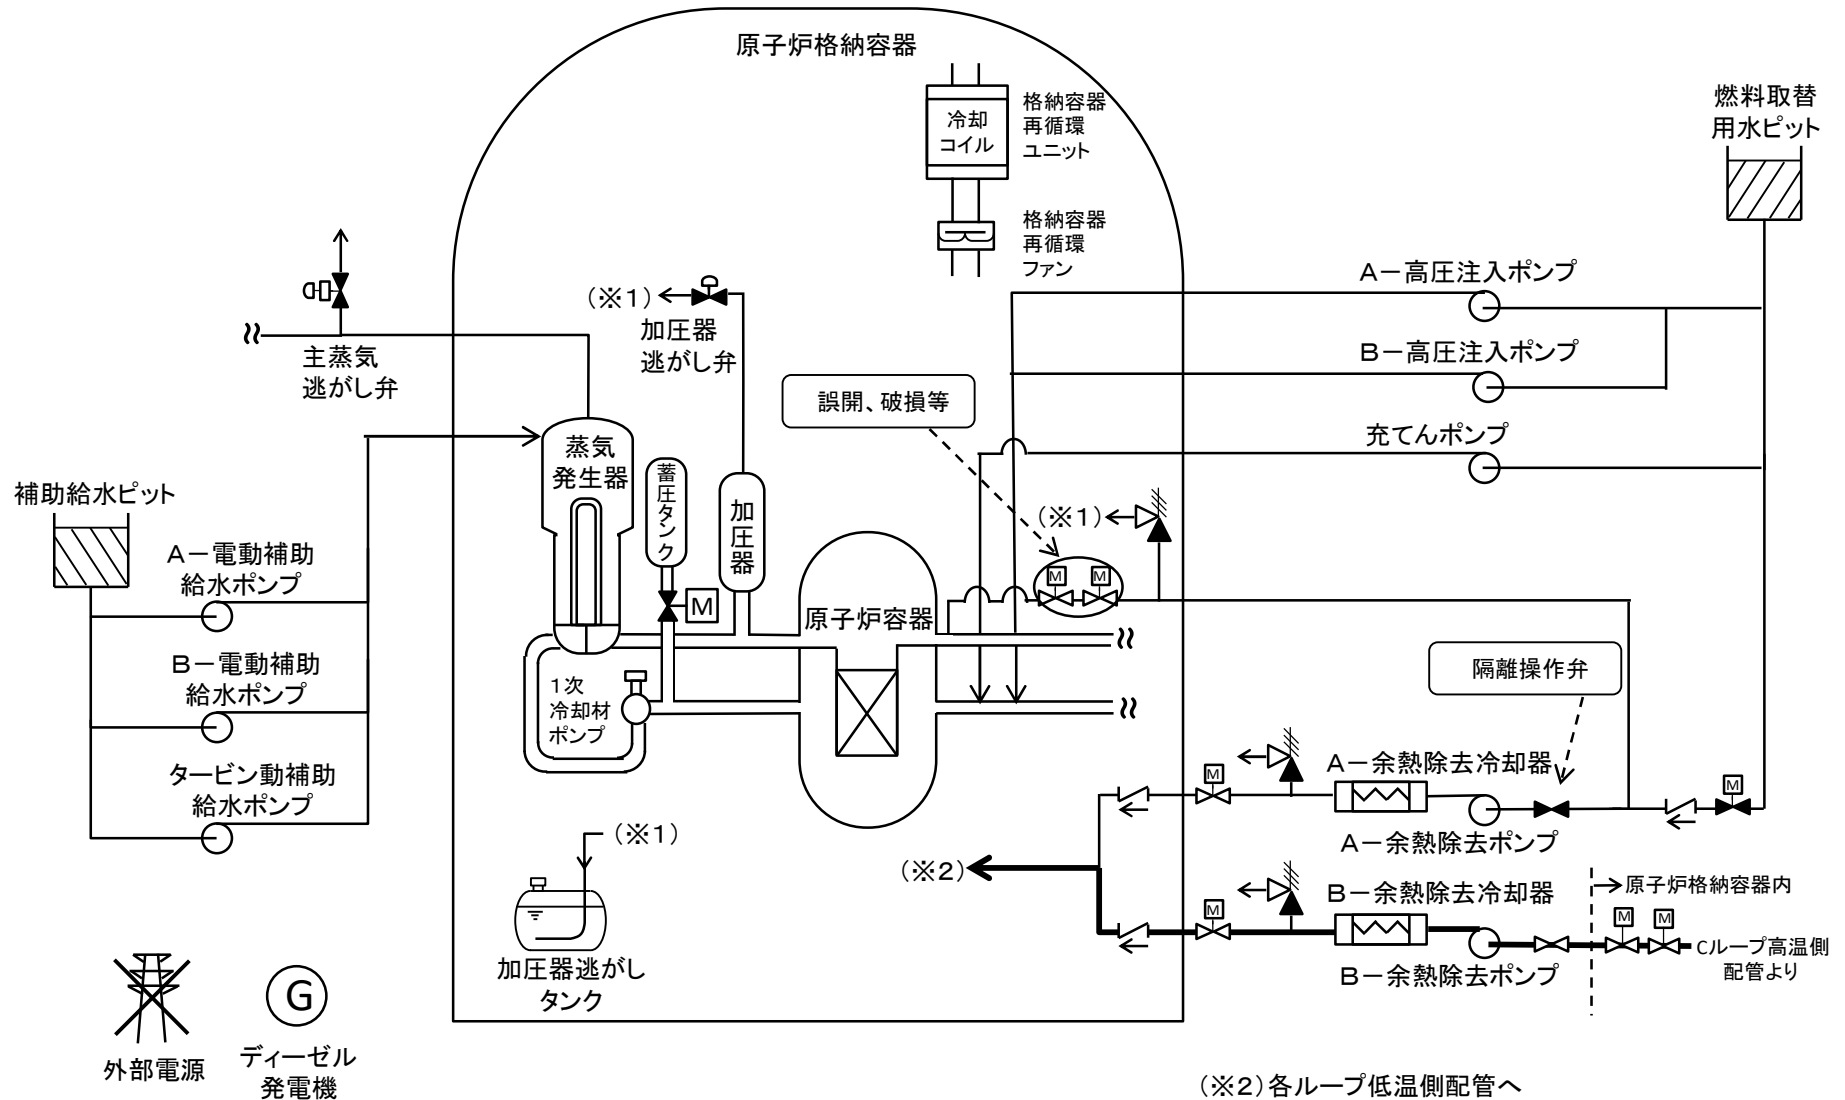 原子炉格納容器
冷却
コイル
格納容器
再循環
ユニット
格納容器
再循環
ファン
燃料取替
用水ピット
主蒸気
逃がし弁
(※1)
加圧器
逃がし弁
誤開、破損等
A-高圧注入ポンプ
B-高圧注入ポンプ
充てんポンプ
蒸気
発生器
蓄圧タンク
加圧器
M
原子炉容器
(※1)
M
M
補助給水ピット
A-電動補助
給水ポンプ
B-電動補助
給水ポンプ
タービン動補助
給水ポンプ
1次
冷却材
ポンプ
隔離操作弁
M
A-余熱除去冷却器
M
A-余熱除去ポンプ
(※1)
加圧器逃がし
タンク
(※2)
M
B-余熱除去冷却器
B-余熱除去ポンプ
原子炉格納容器内
M
M
Cループ高温側
配管より
外部電源
G
ディーゼル
発電機
(※2)各ループ低温側配管へ